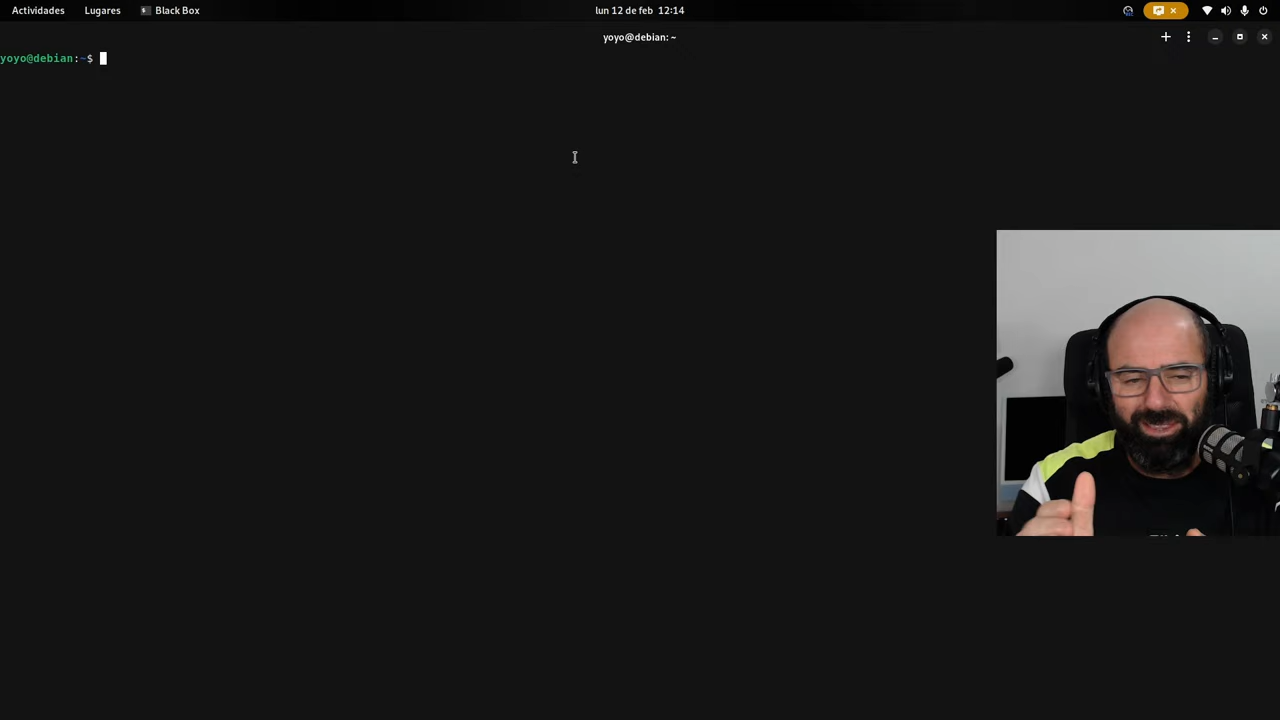 Actividades Lugares Black Box lun 12 de feb 12:14
yoyo@debian: ~
yoyo@debian:~$